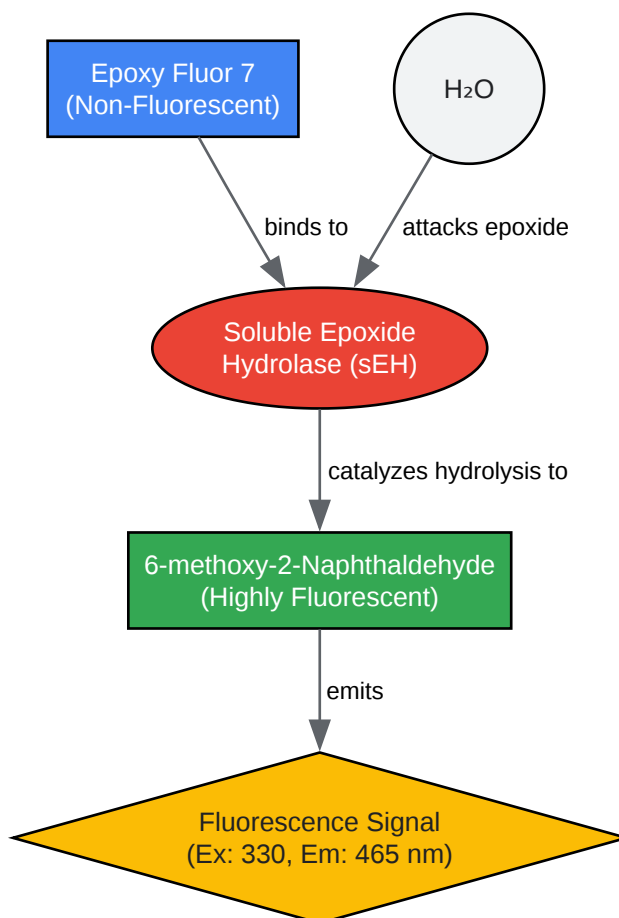 Epoxy Fluor 7
(Non-Fluorescent)
H₂O
binds to
attacks epoxide
Soluble Epoxide
Hydrolase (sEH)
catalyzes hydrolysis to
6-methoxy-2-Naphthaldehyde
(Highly Fluorescent)
emits
Fluorescence Signal
(Ex: 330, Em: 465 nm)